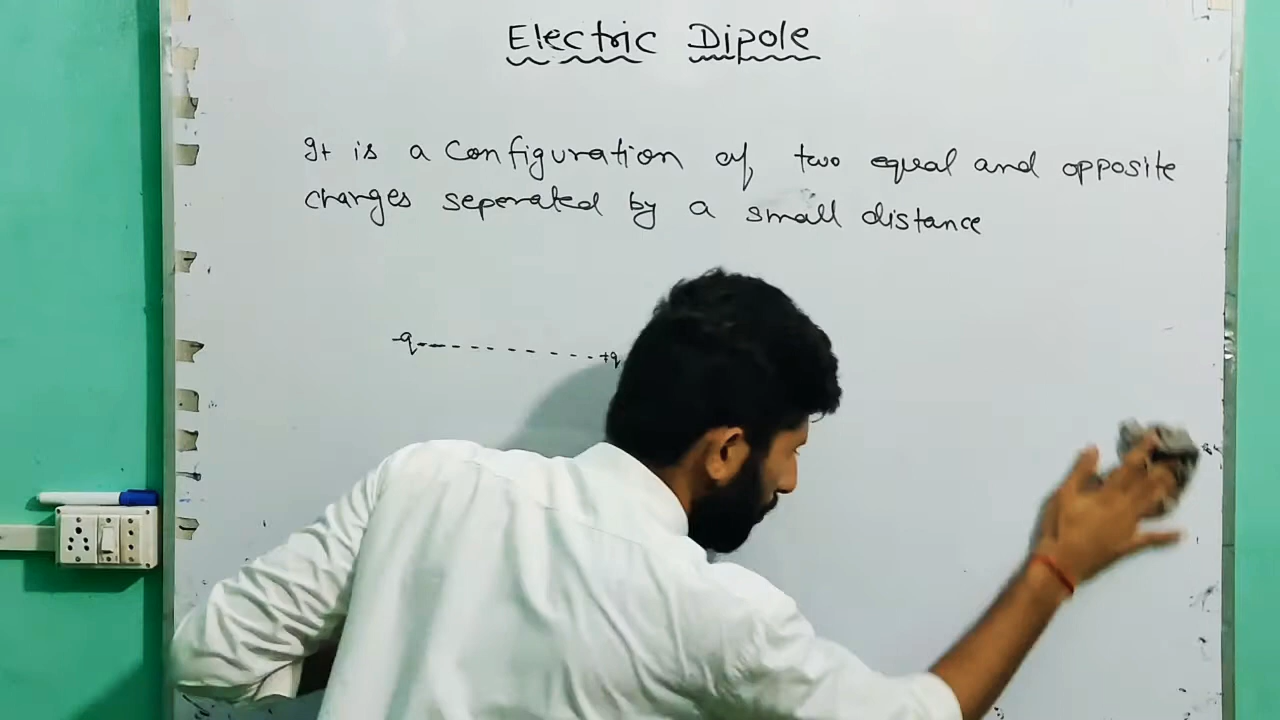 Electric Dipole
It is a configuration of two equal and opposite
charges seperated by a small distance
-q +q